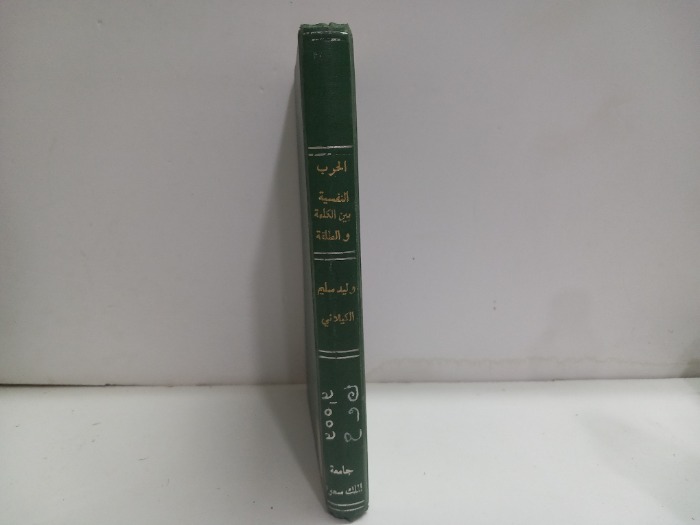 الحرب
النفسية
بين الكلمة
و الطلقة
وليد سليم
الكيلاني
جامعة
الملك سعود